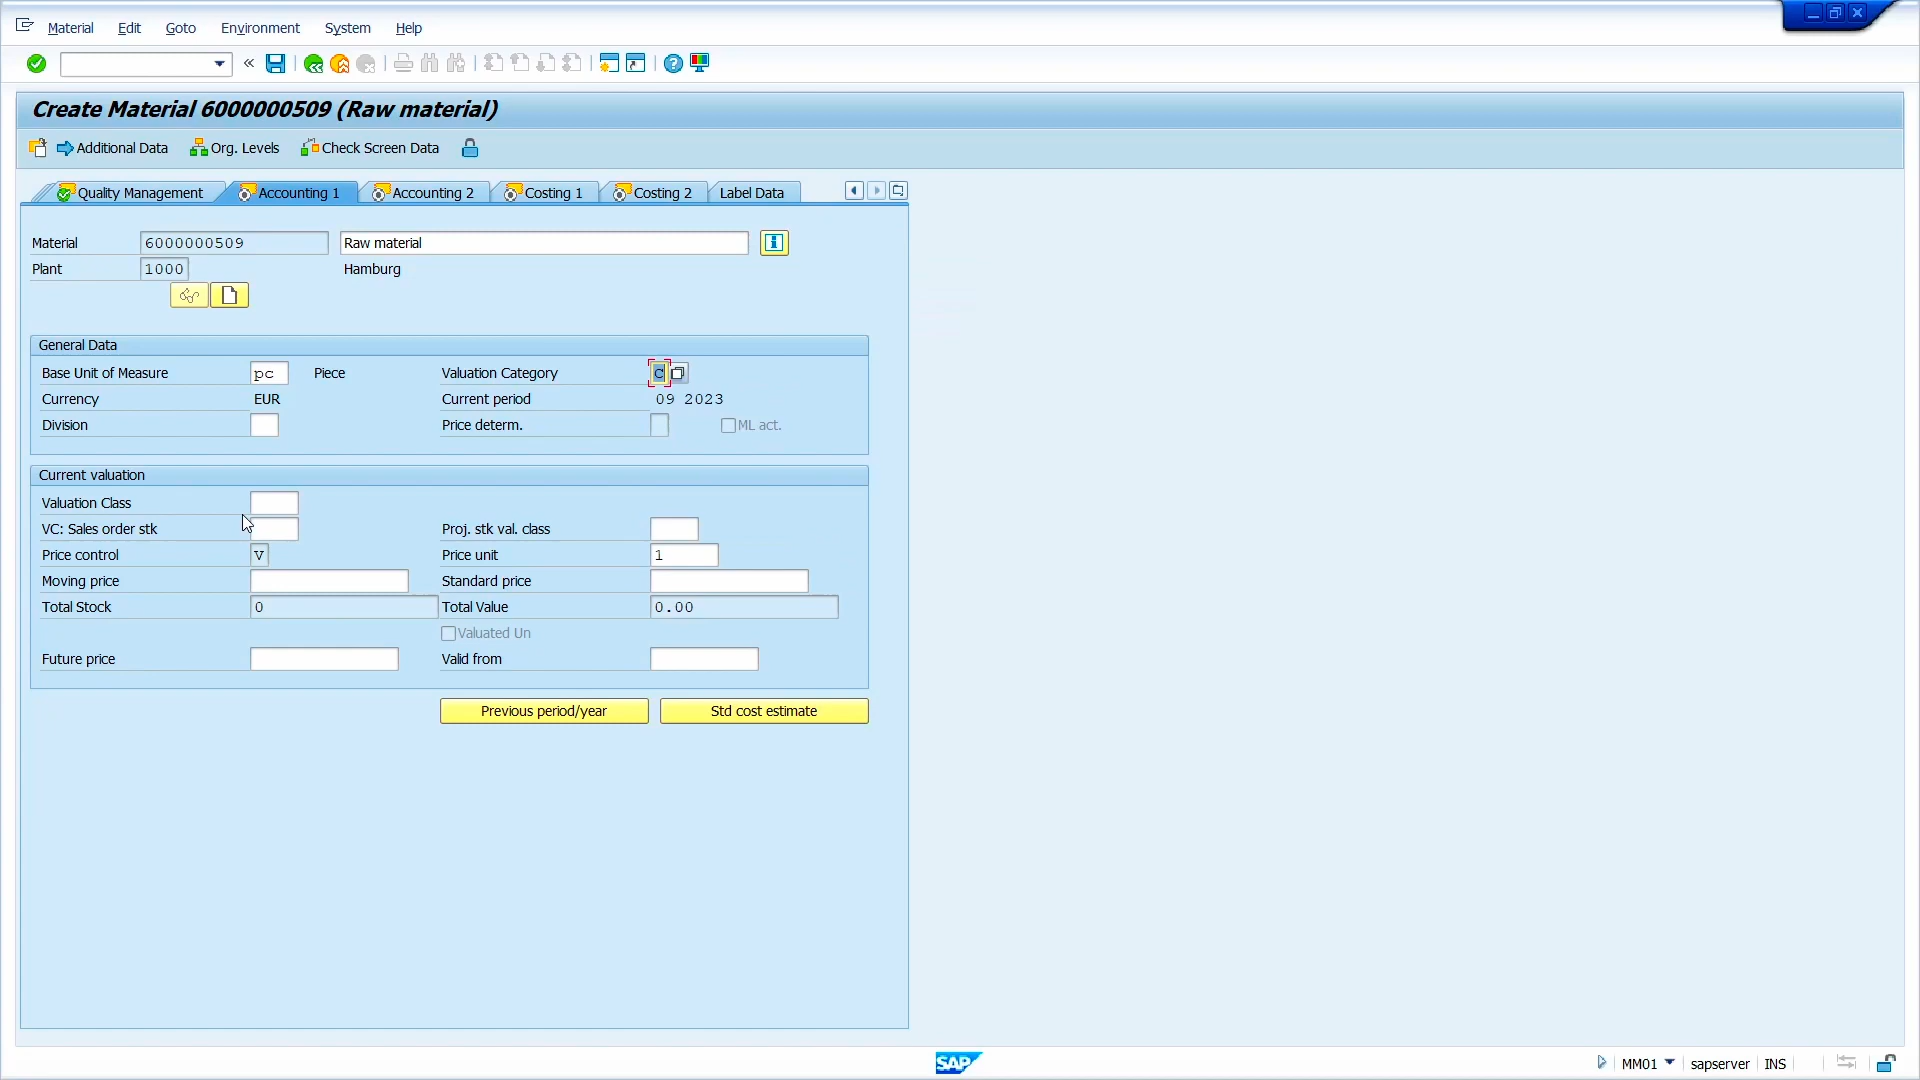 Material Edit Goto Environment System Help
Create Material 6000000509 (Raw material)
Additional Data Org. Levels Check Screen Data
Quality Management Accounting 1 Accounting 2 Costing 1 Costing 2 Label Data
Material 6000000509 Raw material
Plant 1000 Hamburg
General Data
Base Unit of Measure pc Piece Valuation Category C
Currency EUR Current period 09 2023
Division Price determ. ML act.
Current valuation
Valuation Class
VC: Sales order stk Proj. stk val. class
Price control V Price unit 1
Moving price Standard price
Total Stock 0 Total Value 0.00
Valuated Un
Future price Valid from
Previous period/year Std cost estimate
SAP MM01 sapserver INS